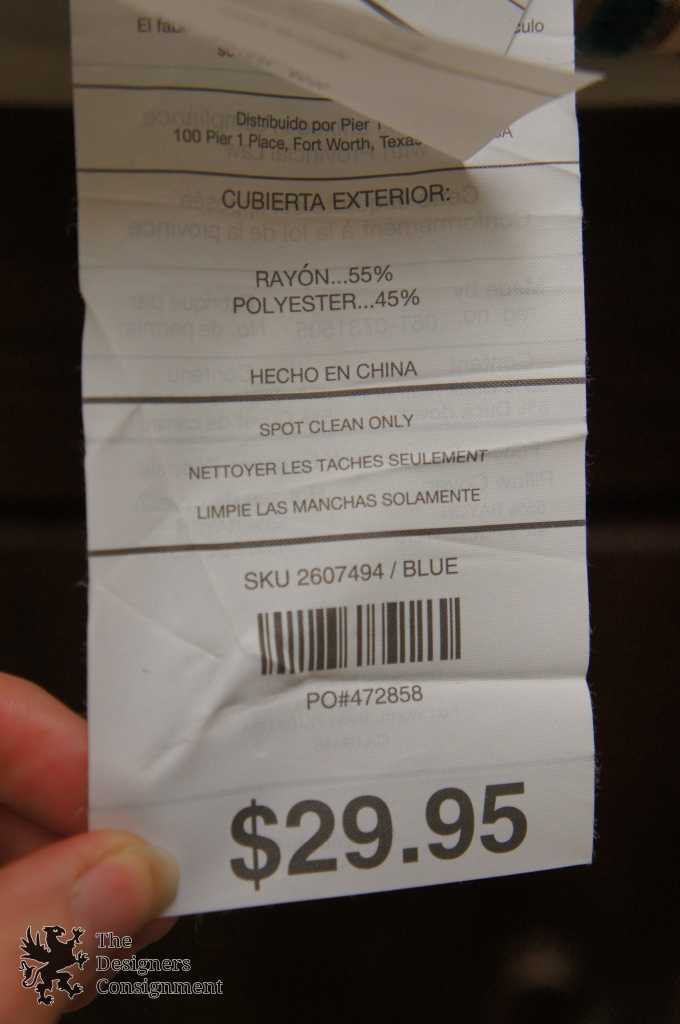 El
culo
Distribuido por Pier 1
100 Pier 1 Place, Fort Worth, Texas
CUBIERTA EXTERIOR:
RAYÓN...55%
POLYESTER...45%
HECHO EN CHINA
SPOT CLEAN ONLY
NETTOYER LES TACHES SEULEMENT
LIMPIE LAS MANCHAS SOLAMENTE
SKU 2607494 / BLUE
PO#472858
$29.95
The
Designers
Consignment